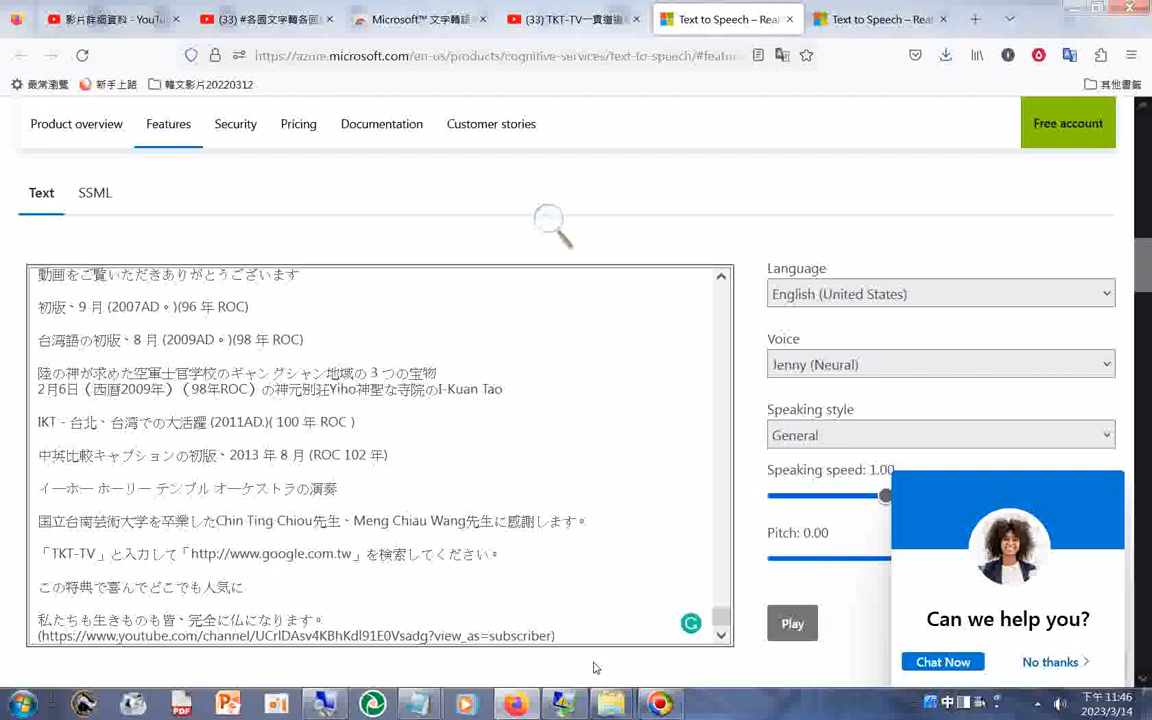 影片詳細資料 - YouTu
(33) #各國文字轉各國
Microsoft™ 文字轉語
(33) TKT-TV一貫道複
Text to Speech – Rea
Text to Speech – Real
https://azure.microsoft.com/en-us/products/cognitive-services/text-to-speech/#featur
最常瀏覽
新手上路
韓文影片20220312
其他書籤
Product overview
Features
Security
Pricing
Documentation
Customer stories
Free account
Text
SSML
動画をご覧いただきありがとうございます
初版、9 月 (2007AD。)(96 年 ROC)
台湾語の初版、8 月 (2009AD。)(98 年 ROC)
陸の神が求めた空軍士官学校のギャングシャン地域の 3 つの宝物
2月6日（西暦2009年）（98年ROC）の神元別荘Yiho神聖な寺院のI-Kuan Tao
IKT - 台北、台湾での大活躍 (2011AD.)( 100 年 ROC )
中英比較キャプションの初版、2013 年 8 月 (ROC 102 年)
イーホー ホーリー テンプル オーケストラの演奏
国立台南芸術大学を卒業したChin Ting Chiou先生、Meng Chiau Wang先生に感謝します。
「TKT-TV」と入力して「http://www.google.com.tw」を検索してください。
この特典で喜んでどこでも人気に
私たちも生きものも皆、完全に仏になります。
(https://www.youtube.com/channel/UCrlDAsv4KBhKdl91E0Vsadg?view_as=subscriber)
Language
English (United States)
Voice
Jenny (Neural)
Speaking style
General
Speaking speed: 1.00
Pitch: 0.00
Play
Can we help you?
Chat Now
No thanks
中
下午 11:46
2023/3/14